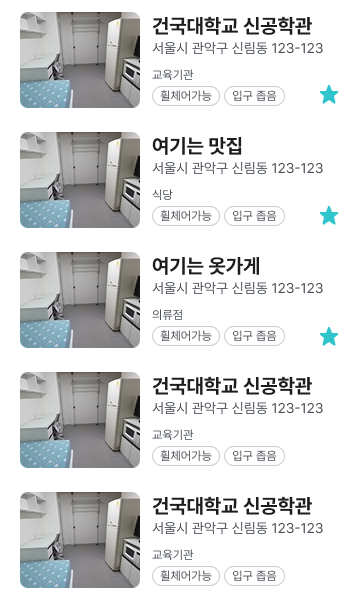 건국대학교 신공학관
서울시 관악구 신림동 123-123
교육기관
휠체어가능 입구 좁음
여기는 맛집
서울시 관악구 신림동 123-123
식당
휠체어가능 입구 좁음
여기는 옷가게
서울시 관악구 신림동 123-123
의류점
휠체어가능 입구 좁음
건국대학교 신공학관
서울시 관악구 신림동 123-123
교육기관
휠체어가능 입구 좁음
건국대학교 신공학관
서울시 관악구 신림동 123-123
교육기관
휠체어가능 입구 좁음